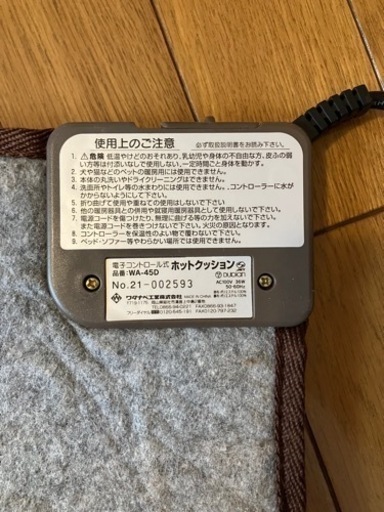 使用上のご注意
必ず取扱説明書をお読み下さい。
1. ⚠危険 低温やけどのおそれあり、乳幼児や身体の不自由な方、皮ふの弱
い方等は付添いなしで使用しない。一定時間ごと身体を動かす。
2. 犬や猫などのペットの暖房用には使用できません。
3. 本体の丸洗いやドライクリーニングはできません。
4. 洗面所やトイレ等の水まわりには使用できません。、コントローラーに水が
かからないようにして下さい。
5. 折り曲げて使用や重ねての使用はしないで下さい。
6. 他の暖房器具との併用や就寝用暖房器具に使用しないで下さい。
7. 電源コードを傷つけたり、無理に曲げる等の力を加えないで下さい。
また電源コードを巻きつけないで下さい。火災の原因となります。
8. コントローラーを保温性のよい物で覆わないで下さい。
9. ベッド・ソファー等やわらかい場所で使用しないで下さい。
電子コントロール式 ホットクッション
品番:WA-45D
No.21-002593
AC100V 36W
50-60Hz
ワタナベ工業株式会社
MADE IN CHINA